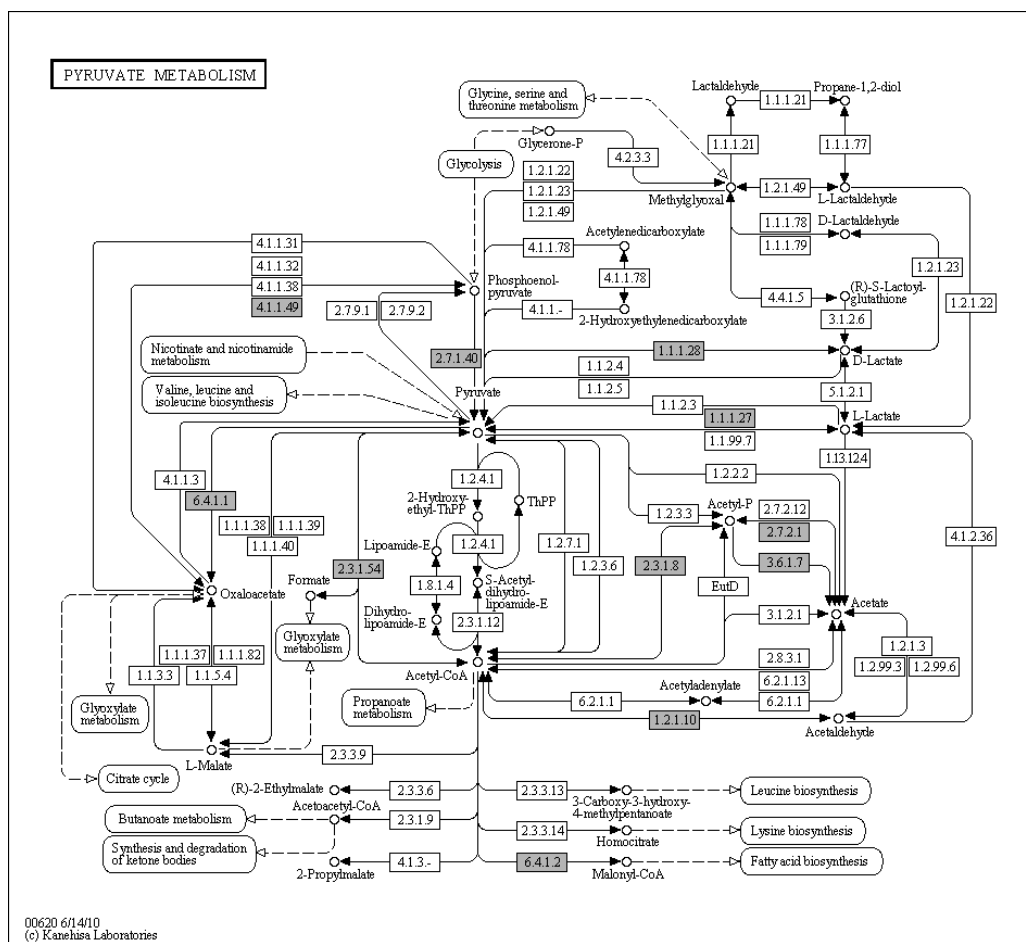 PYRUVATE METABOLISM
Glycine, serine and
threonine metabolism
Lactaldehyde
Propane-1,2-diol
1.1.1.21
Glycerone-P
Glycolysis
4.2.3.3
1.1.1.21
1.1.1.77
1.2.1.22
1.2.1.23
1.2.1.49
Methylglyoxal
1.2.1.49
L-Lactaldehyde
1.1.1.78
D-Lactaldehyde
1.1.1.79
Acetylenedicarboxylate
4.1.1.78
4.1.1.78
1.2.1.23
4.1.1.31
4.1.1.32
4.1.1.38
4.1.1.49
Phosphoenol-
pyruvate
2.7.9.1
2.7.9.2
4.1.1.-
2-Hydroxyethylenedicarboxylate
4.4.1.5
(R)-S-Lactoyl-
glutathione
1.2.1.22
3.1.2.6
Nicotinate and nicotinamide
metabolism
2.7.1.40
1.1.1.28
D-Lactate
1.1.2.4
1.1.2.5
Valine, leucine and
isoleucine biosynthesis
Pyruvate
5.1.2.1
1.1.2.3
1.1.1.27
1.1.99.7
L-Lactate
1.13.12.4
4.1.1.3
6.4.1.1
1.2.4.1
1.2.2.2
2-Hydroxy-
ethyl-ThPP
ThPP
Acetyl-P
1.2.3.3
2.7.2.12
2.7.2.1
1.1.1.38
1.1.1.39
1.1.1.40
Lipoamide-E
1.2.4.1
1.2.7.1
1.2.3.6
2.3.1.8
3.6.1.7
4.1.2.36
2.3.1.54
Formate
1.8.1.4
S-Acetyl-
dihydro-
lipoamide-E
EutD
Oxaloacetate
Dihydro-
lipoamide-E
2.3.1.12
3.1.2.1
Acetate
Glyoxylate
metabolism
1.1.1.37
1.1.1.82
1.1.3.3
1.1.5.4
Acetyl-CoA
2.8.3.1
6.2.1.13
1.2.1.3
1.2.99.3
1.2.99.6
Glyoxylate
metabolism
Propanoate
metabolism
6.2.1.1
Acetyladenylate
6.2.1.1
1.2.1.10
Acetaldehyde
L-Malate
2.3.3.9
Citrate cycle
(R)-2-Ethylmalate
2.3.3.6
2.3.3.13
3-Carboxy-3-hydroxy-
4-methylpentanoate
Leucine biosynthesis
Butanoate metabolism
Acetoacetyl-CoA
2.3.1.9
2.3.3.14
Homocitrate
Lysine biosynthesis
Synthesis and degradation
of ketone bodies
2-Propylmalate
4.1.3.-
6.4.1.2
Malonyl-CoA
Fatty acid biosynthesis
00620 6/14/10
(c) Kanehisa Laboratories